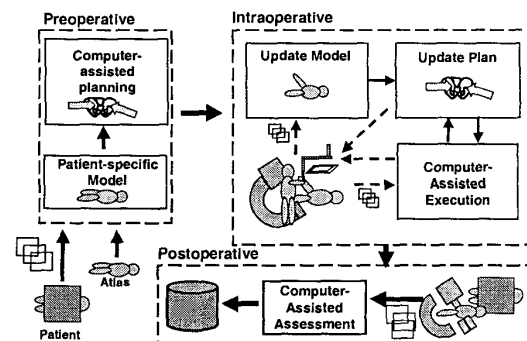 Preoperative
Computer-
assisted
planning
Patient-specific
Model
Atlas
Patient
Intraoperative
Update Model
Update Plan
Computer-
Assisted
Execution
Postoperative
Computer-
Assisted
Assessment